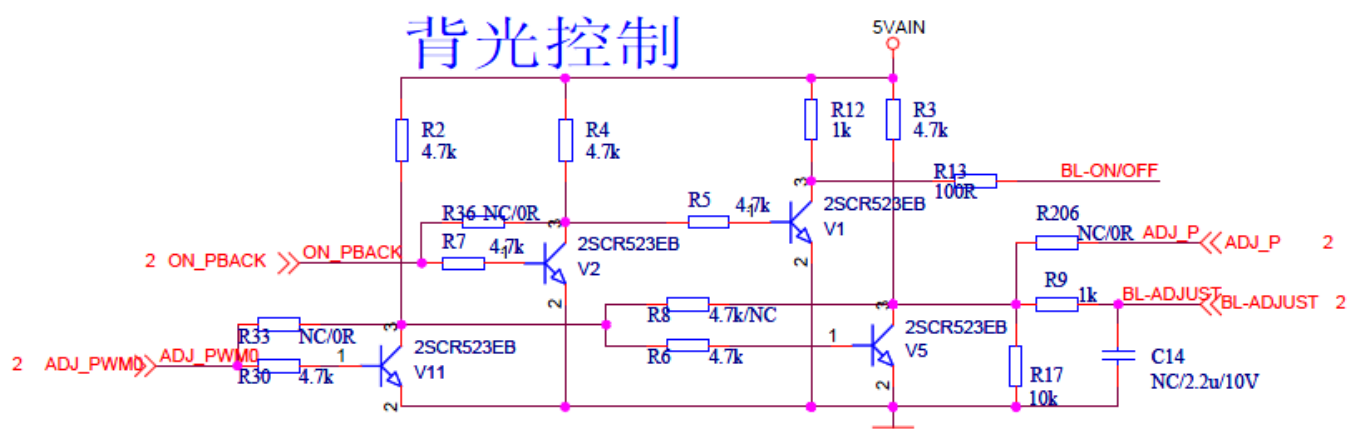 背光控制
5VAIN
R2
4.7k
R4
4.7k
R12
1k
R3
4.7k
R13
100R
BL-ON/OFF
R36 NC/0R
3
R5
4.7k
1
3
2SCR523EB
V1
2
R206
NC/0R
ADJ_P
ADJ_P
2
2
ON_PBACK
ON_PBACK
R7
4.7k
1
2SCR523EB
V2
2
R9
1k
BL-ADJUST
BL-ADJUST
2
R8
4.7k/NC
3
R33
NC/0R
3
2
ADJ_PWM0
ADJ_PWM0
R30
4.7k
1
2SCR523EB
V11
2
R6
4.7k
1
2SCR523EB
V5
2
R17
10k
C14
NC/2.2u/10V